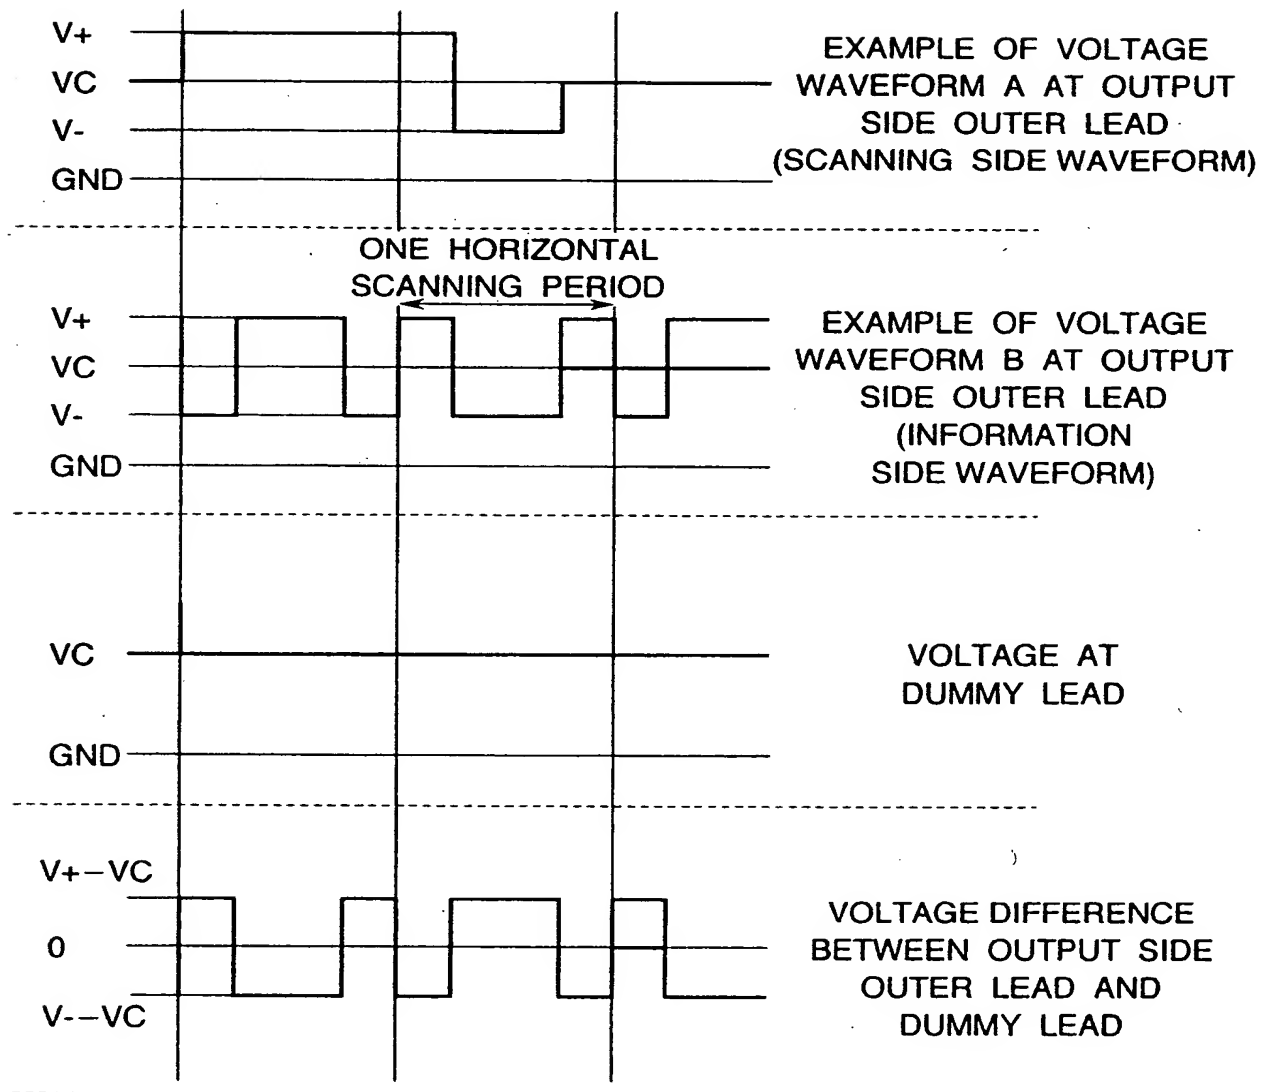 V+
VC
V-
GND
EXAMPLE OF VOLTAGE
WAVEFORM A AT OUTPUT
SIDE OUTER LEAD
(SCANNING SIDE WAVEFORM)
ONE HORIZONTAL
SCANNING PERIOD
V+
VC
V-
GND
EXAMPLE OF VOLTAGE
WAVEFORM B AT OUTPUT
SIDE OUTER LEAD
(INFORMATION
SIDE WAVEFORM)
VC
GND
VOLTAGE AT
DUMMY LEAD
V+−VC
0
V-−VC
VOLTAGE DIFFERENCE
BETWEEN OUTPUT SIDE
OUTER LEAD AND
DUMMY LEAD